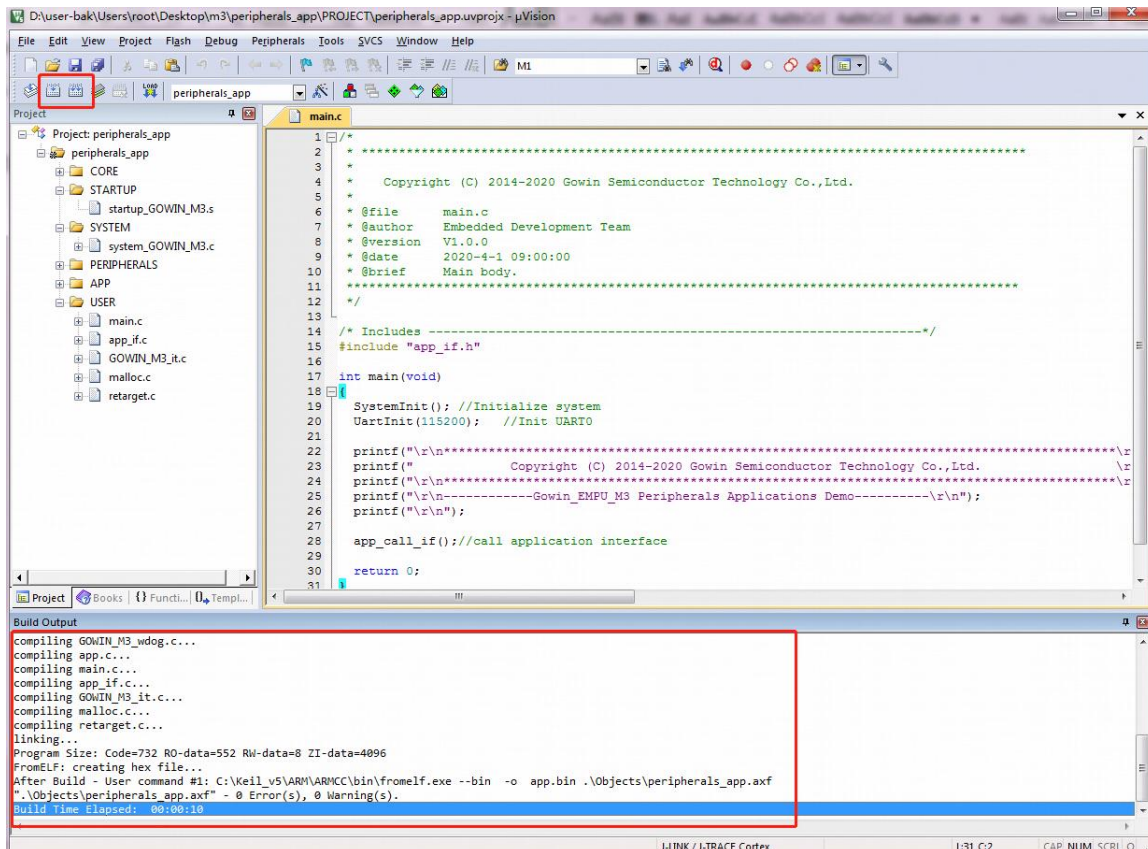 D:\user-bak\Users\root\Desktop\m3\peripherals_app\PROJECT\peripherals_app.uvprojx - µVision
File Edit View Project Flash Debug Peripherals Tools SVCS Window Help
M1
LOAD peripherals_app
Project
Project: peripherals_app
peripherals_app
CORE
STARTUP
startup_GOWIN_M3.s
SYSTEM
system_GOWIN_M3.c
PERIPHERALS
APP
USER
main.c
app_if.c
GOWIN_M3_it.c
malloc.c
retarget.c
Project Books {} Functi... Templ...
main.c
1 /*
2 * *****************************************************************************************
3 *
4 * Copyright (C) 2014-2020 Gowin Semiconductor Technology Co.,Ltd.
5 *
6 * @file main.c
7 * @author Embedded Development Team
8 * @version V1.0.0
9 * @date 2020-4-1 09:00:00
10 * @brief Main body.
11 ******************************************************************************************
12 */
13
14 /* Includes ------------------------------------------------------------------*/
15 #include "app_if.h"
16
17 int main(void)
18 {
19 SystemInit(); //Initialize system
20 UartInit(115200); //Init UART0
21
22 printf("\r\n******************************************************************************************\r
23 printf(" Copyright (C) 2014-2020 Gowin Semiconductor Technology Co.,Ltd. \r
24 printf("\r\n******************************************************************************************\r
25 printf("\r\n------------Gowin_EMPU_M3 Peripherals Applications Demo----------\r\n");
26 printf("\r\n");
27
28 app_call_if();//call application interface
29
30 return 0;
31 }
Build Output
compiling GOWIN_M3_wdog.c...
compiling app.c...
compiling main.c...
compiling app_if.c...
compiling GOWIN_M3_it.c...
compiling malloc.c...
compiling retarget.c...
linking...
Program Size: Code=732 RO-data=552 RW-data=8 ZI-data=4096
FromELF: creating hex file...
After Build - User command #1: C:\Keil_v5\ARM\ARMCC\bin\fromelf.exe --bin -o app.bin .\Objects\peripherals_app.axf
".\Objects\peripherals_app.axf" - 0 Error(s), 0 Warning(s).
Build Time Elapsed: 00:00:10
J-LINK / J-TRACE Cortex L:31 C:2 CAP NUM SCRL O